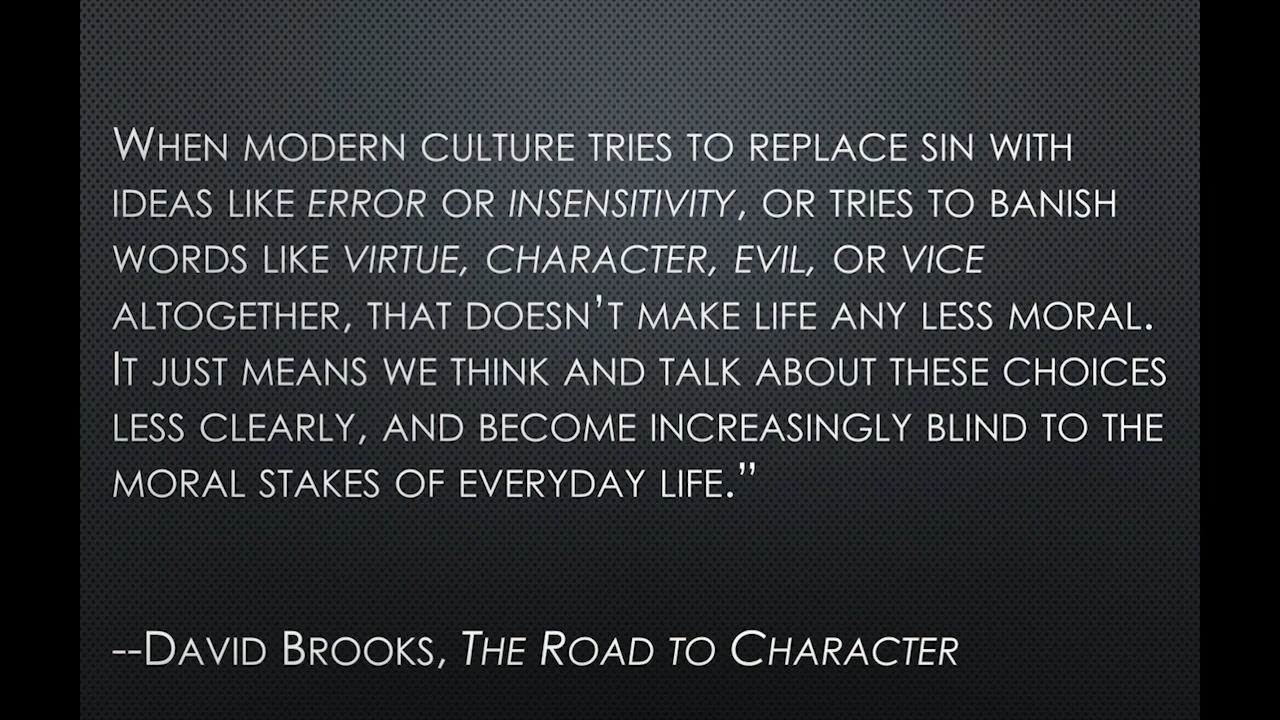 When modern culture tries to replace sin with
ideas like error or insensitivity, or tries to banish
words like virtue, character, evil, or vice
altogether, that doesn’t make life any less moral.
It just means we think and talk about these choices
less clearly, and become increasingly blind to the
moral stakes of everyday life.”
--David Brooks, The Road to Character